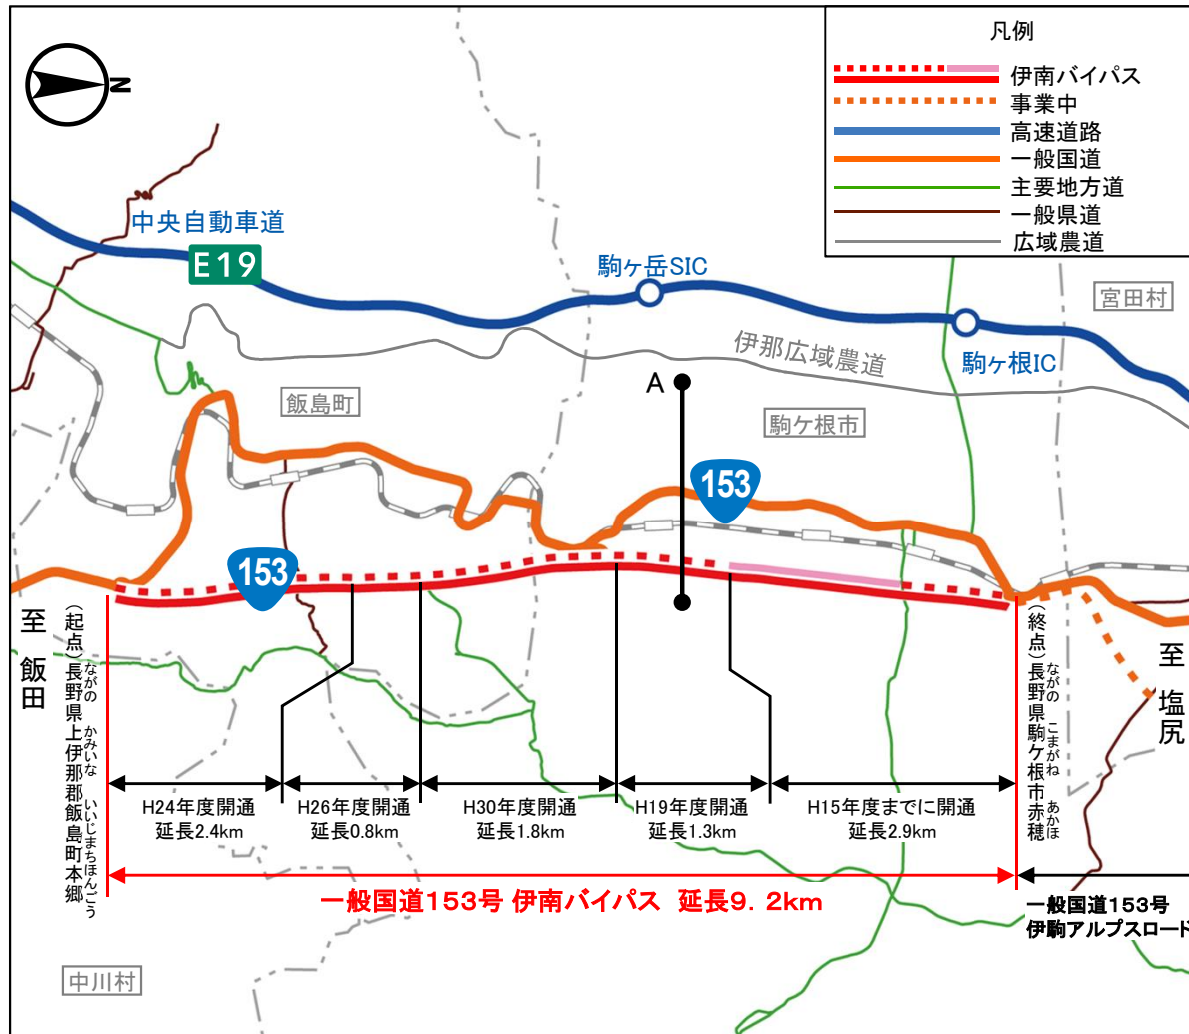 凡例
伊南バイパス
事業中
高速道路
一般国道
主要地方道
一般県道
広域農道
N
中央自動車道
E19
駒ヶ岳SIC
宮田村
駒ヶ根IC
伊那広域農道
A
飯島町
駒ケ根市
153
153
至 飯田
(起点)長野県上伊那郡飯島町本郷
ながの かみいな いいじまちほんごう
(終点)長野県駒ケ根市赤穂
ながの こまがね あかほ
至 塩尻
H24年度開通
延長2.4km
H26年度開通
延長0.8km
H30年度開通
延長1.8km
H19年度開通
延長1.3km
H15年度までに開通
延長2.9km
一般国道153号 伊南バイパス 延長9.2km
一般国道153号
伊駒アルプスロード
中川村